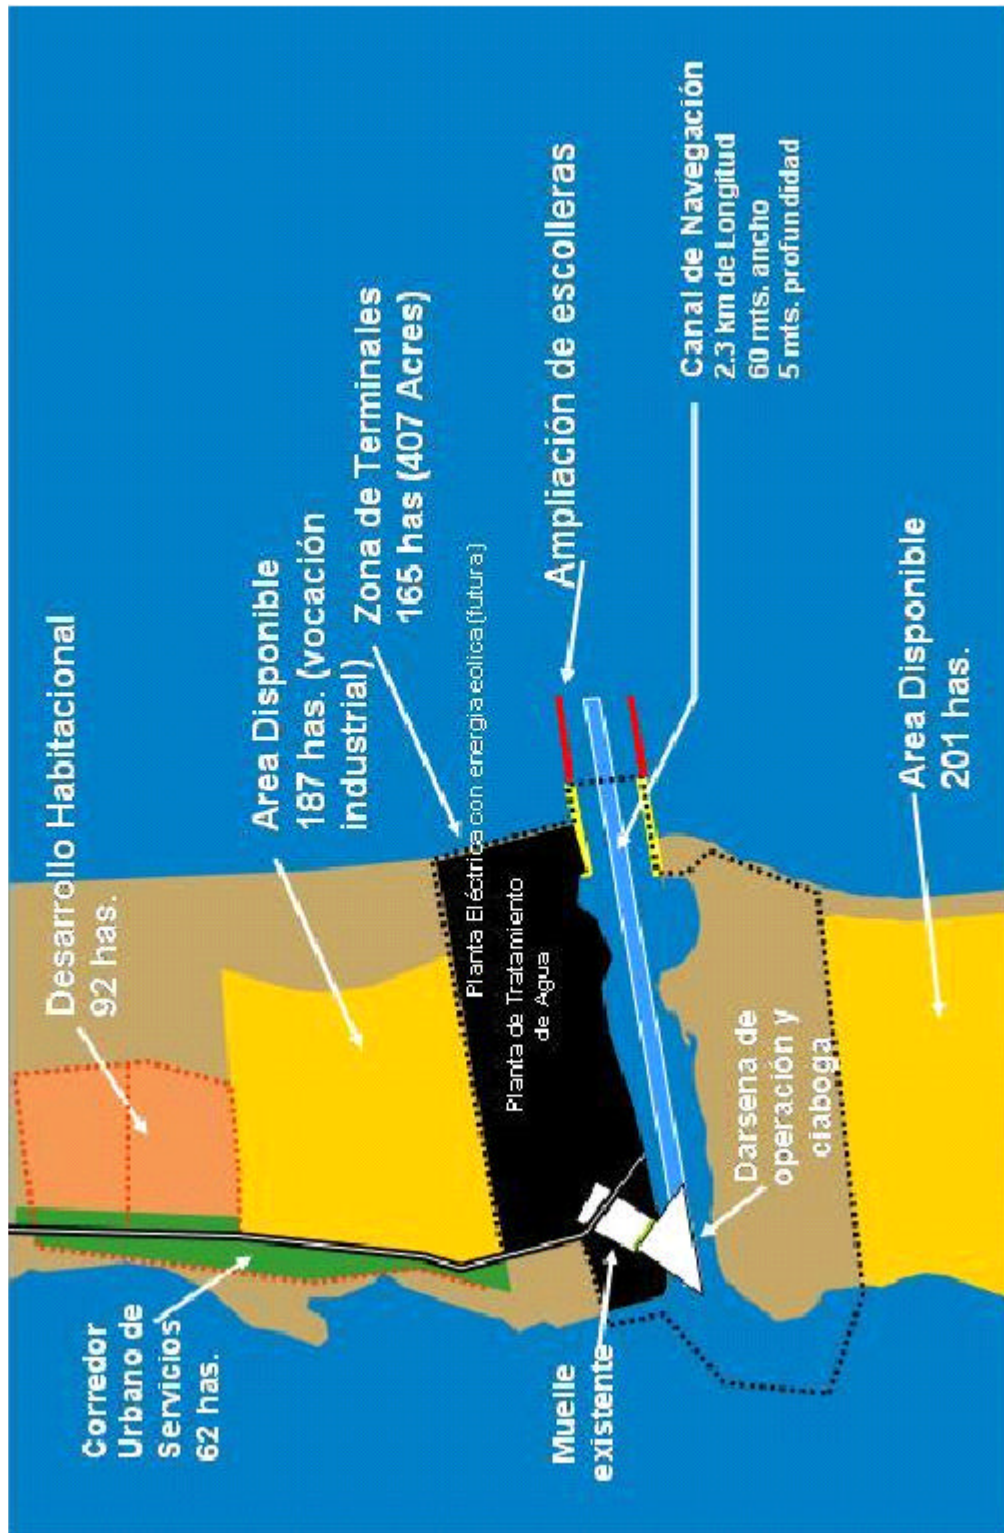 Corredor
Urbano de
Servicios
62 has.
Desarrollo Habitacional
92 has.
Area Disponible
187 has. (vocación
industrial)
Zona de Terminales
165 has (407 Acres)
Planta Eléctrica con energia eolica(futura)
Planta de Tratamiento
de Agua
Ampliación de escolleras
Canal de Navegación
2.3 km de Longitud
60 mts. ancho
5 mts. profundidad
Muelle
existente
Darsena de
operación y
ciaboga
Area Disponible
201 has.